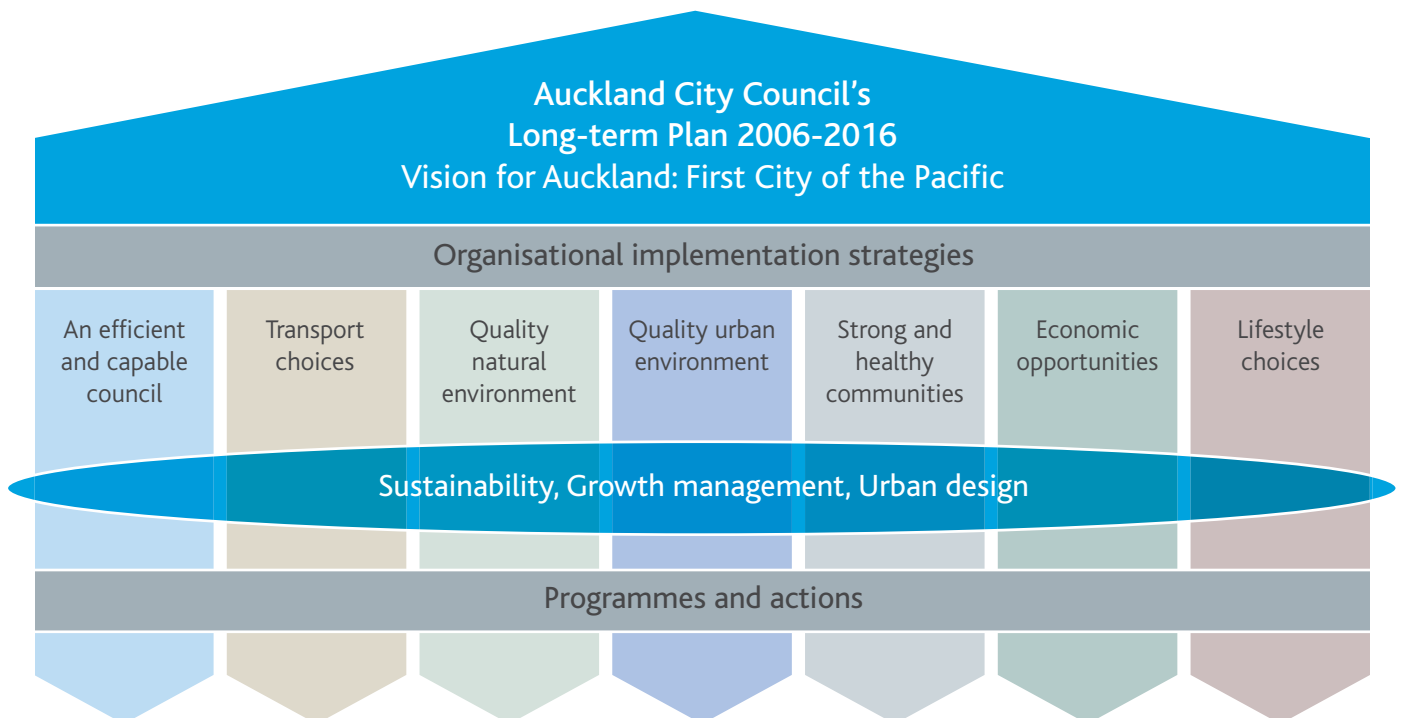 Auckland City Council's
Long-term Plan 2006-2016
Vision for Auckland: First City of the Pacific
Organisational implementation strategies
An efficient
and capable
council
Transport
choices
Quality
natural
environment
Quality urban
environment
Strong and
healthy
communities
Economic
opportunities
Lifestyle
choices
Sustainability, Growth management, Urban design
Programmes and actions